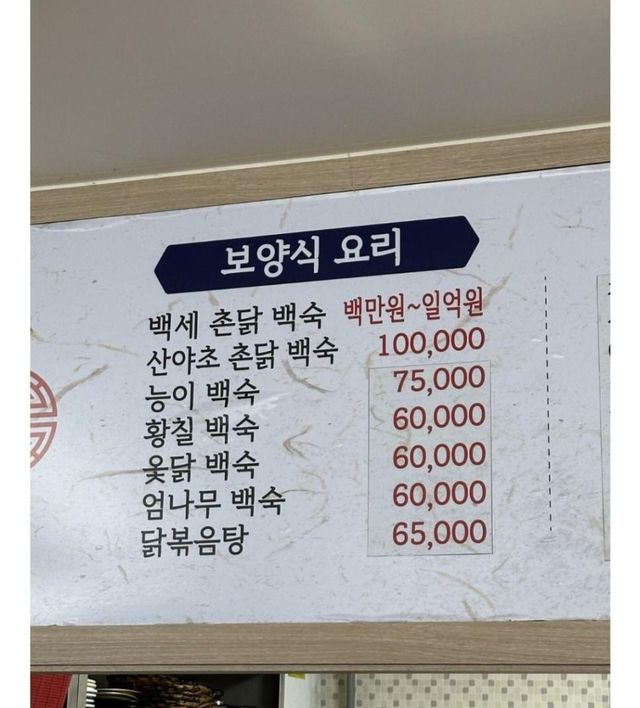 보양식 요리
백세 촌닭 백숙 백만원~일억원
산야초 촌닭 백숙 100,000
능이 백숙 75,000
황칠 백숙 60,000
옻닭 백숙 60,000
엄나무 백숙 60,000
닭볶음탕 65,000